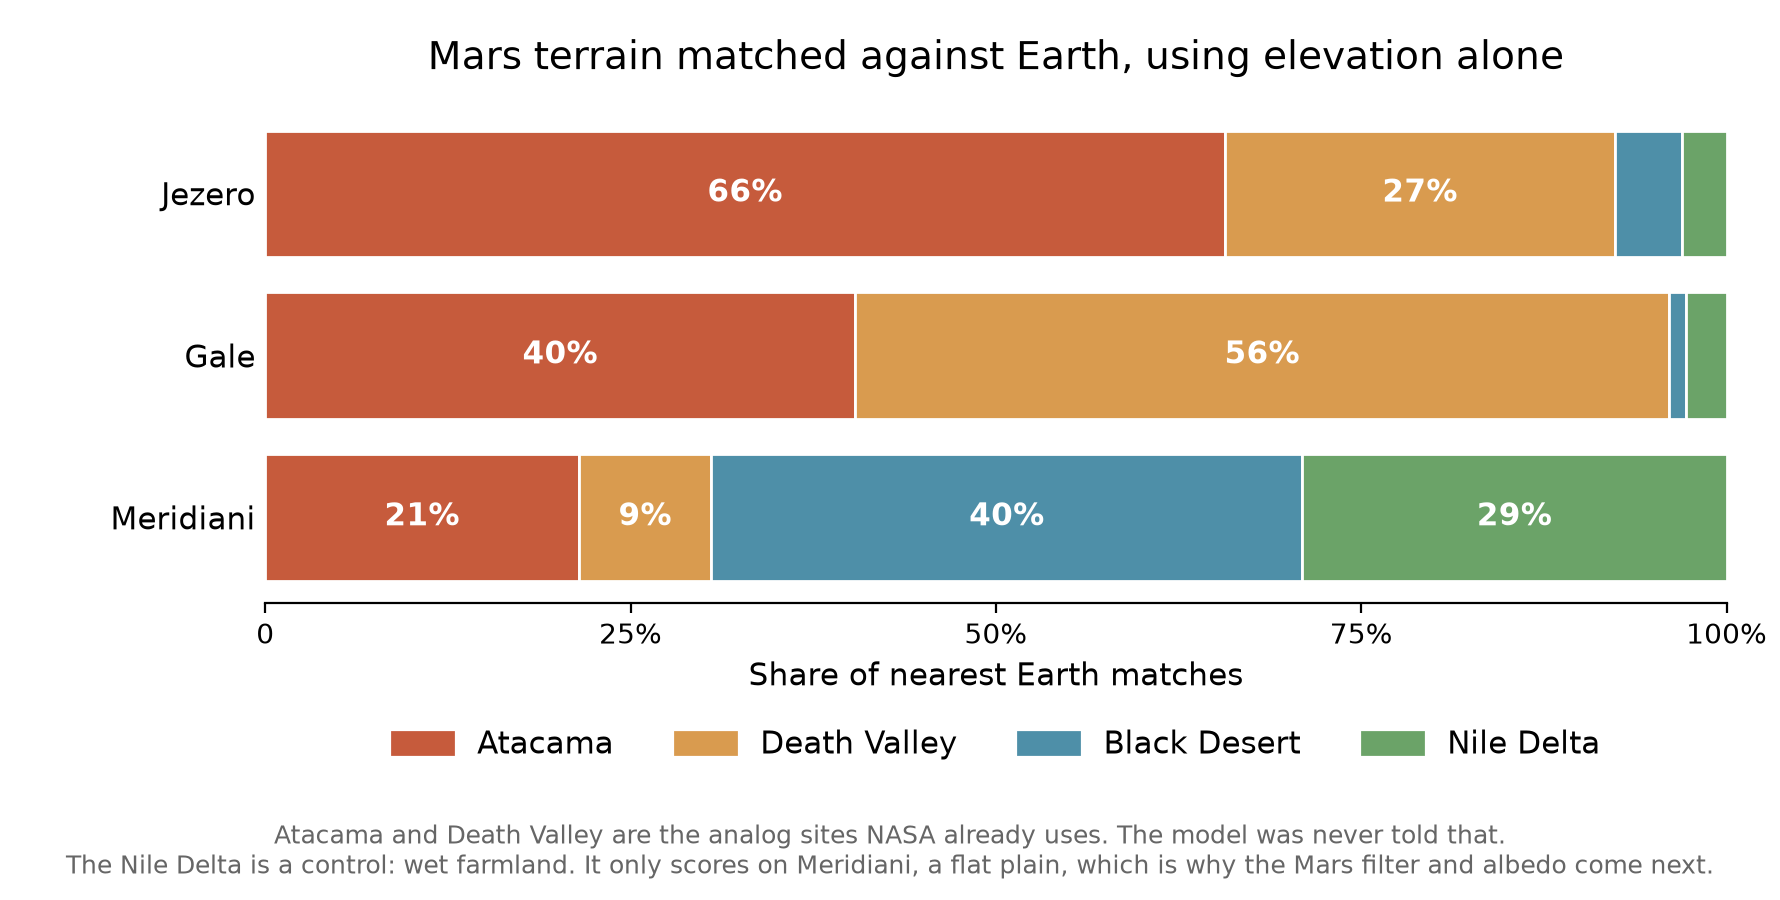 Mars terrain matched against Earth, using elevation alone
Jezero
66%
27%
Gale
40%
56%
Meridiani
21%
9%
40%
29%
0
25%
50%
75%
100%
Share of nearest Earth matches
Atacama
Death Valley
Black Desert
Nile Delta
Atacama and Death Valley are the analog sites NASA already uses. The model was never told that.
The Nile Delta is a control: wet farmland. It only scores on Meridiani, a flat plain, which is why the Mars filter and albedo come next.